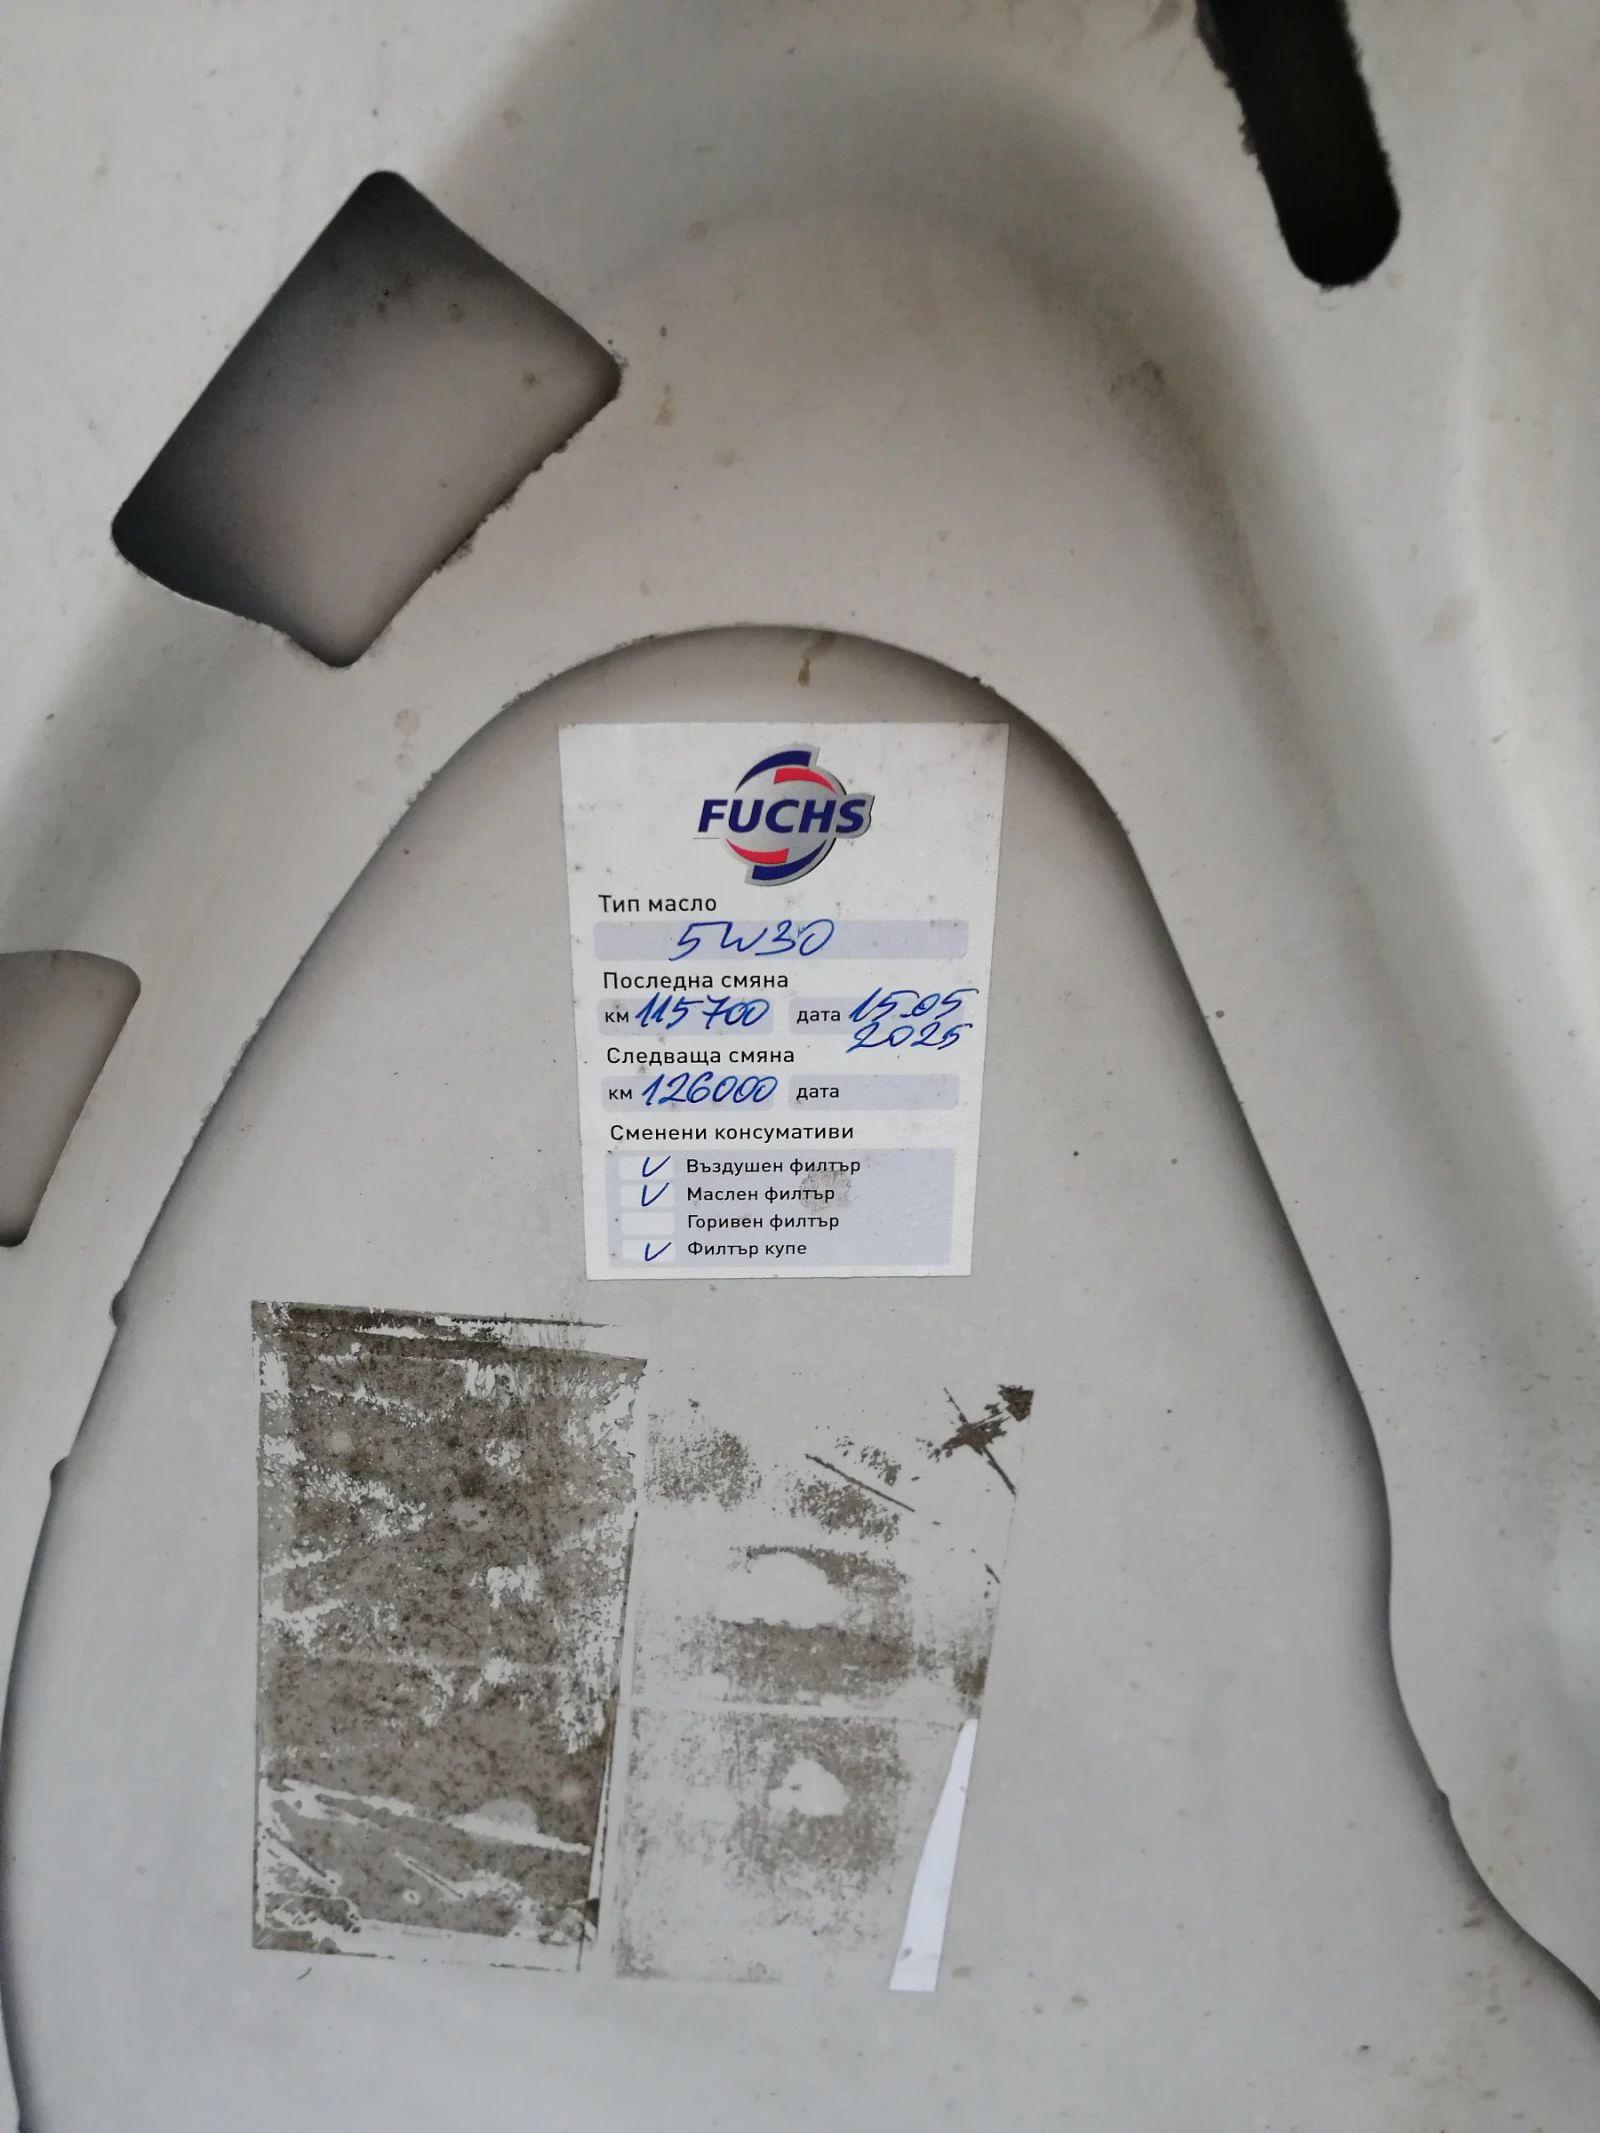 FUCHS
Тип масло
5W30
Последна смяна
км 115700 дата 15.05
2025
Следваща смяна
км 126000 дата
Сменени консумативи
Въздушен филтър
Маслен филтър
Горивен филтър
Филтър купе